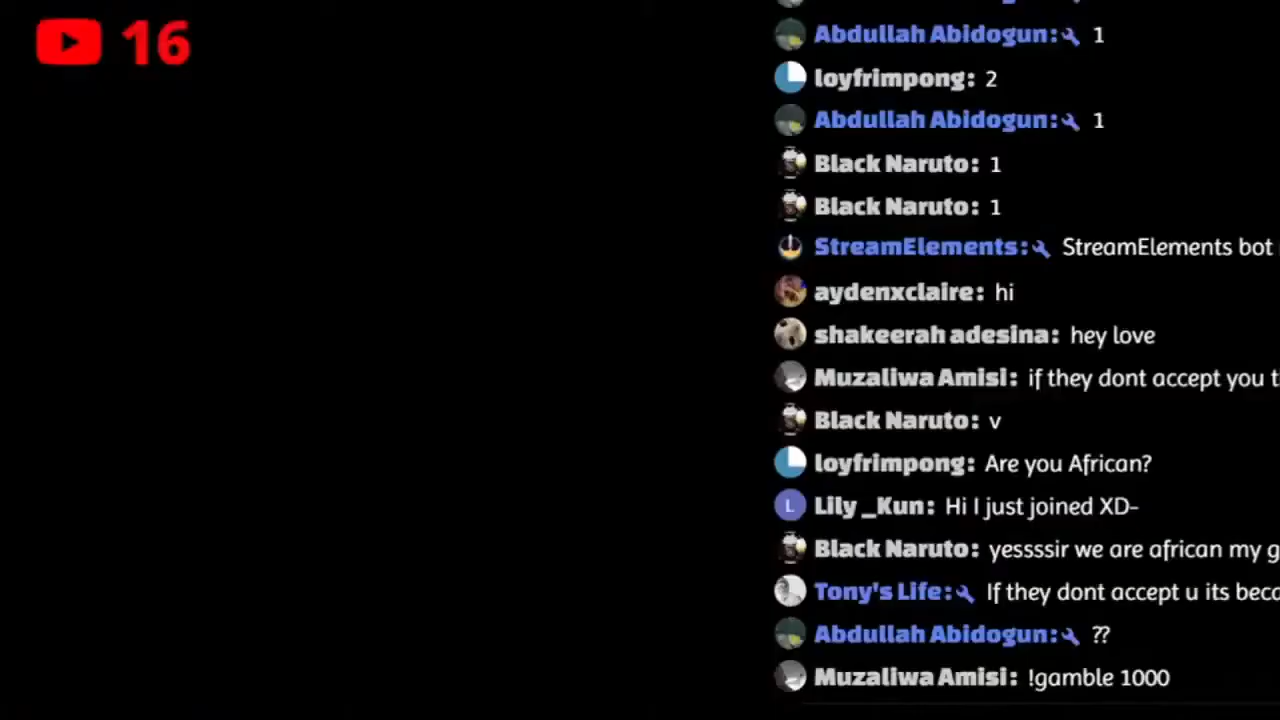 16
Abdullah Abidogun: 1
loyfrimpong: 2
Abdullah Abidogun: 1
Black Naruto: 1
Black Naruto: 1
StreamElements: StreamElements bot
aydenxclaire: hi
shakeerah adesina: hey love
Muzaliwa Amisi: if they dont accept you t
Black Naruto: v
loyfrimpong: Are you African?
L Lily _Kun: Hi I just joined XD-
Black Naruto: yessssir we are african my g
Tony's Life: If they dont accept u its beca
Abdullah Abidogun: ??
Muzaliwa Amisi: !gamble 1000